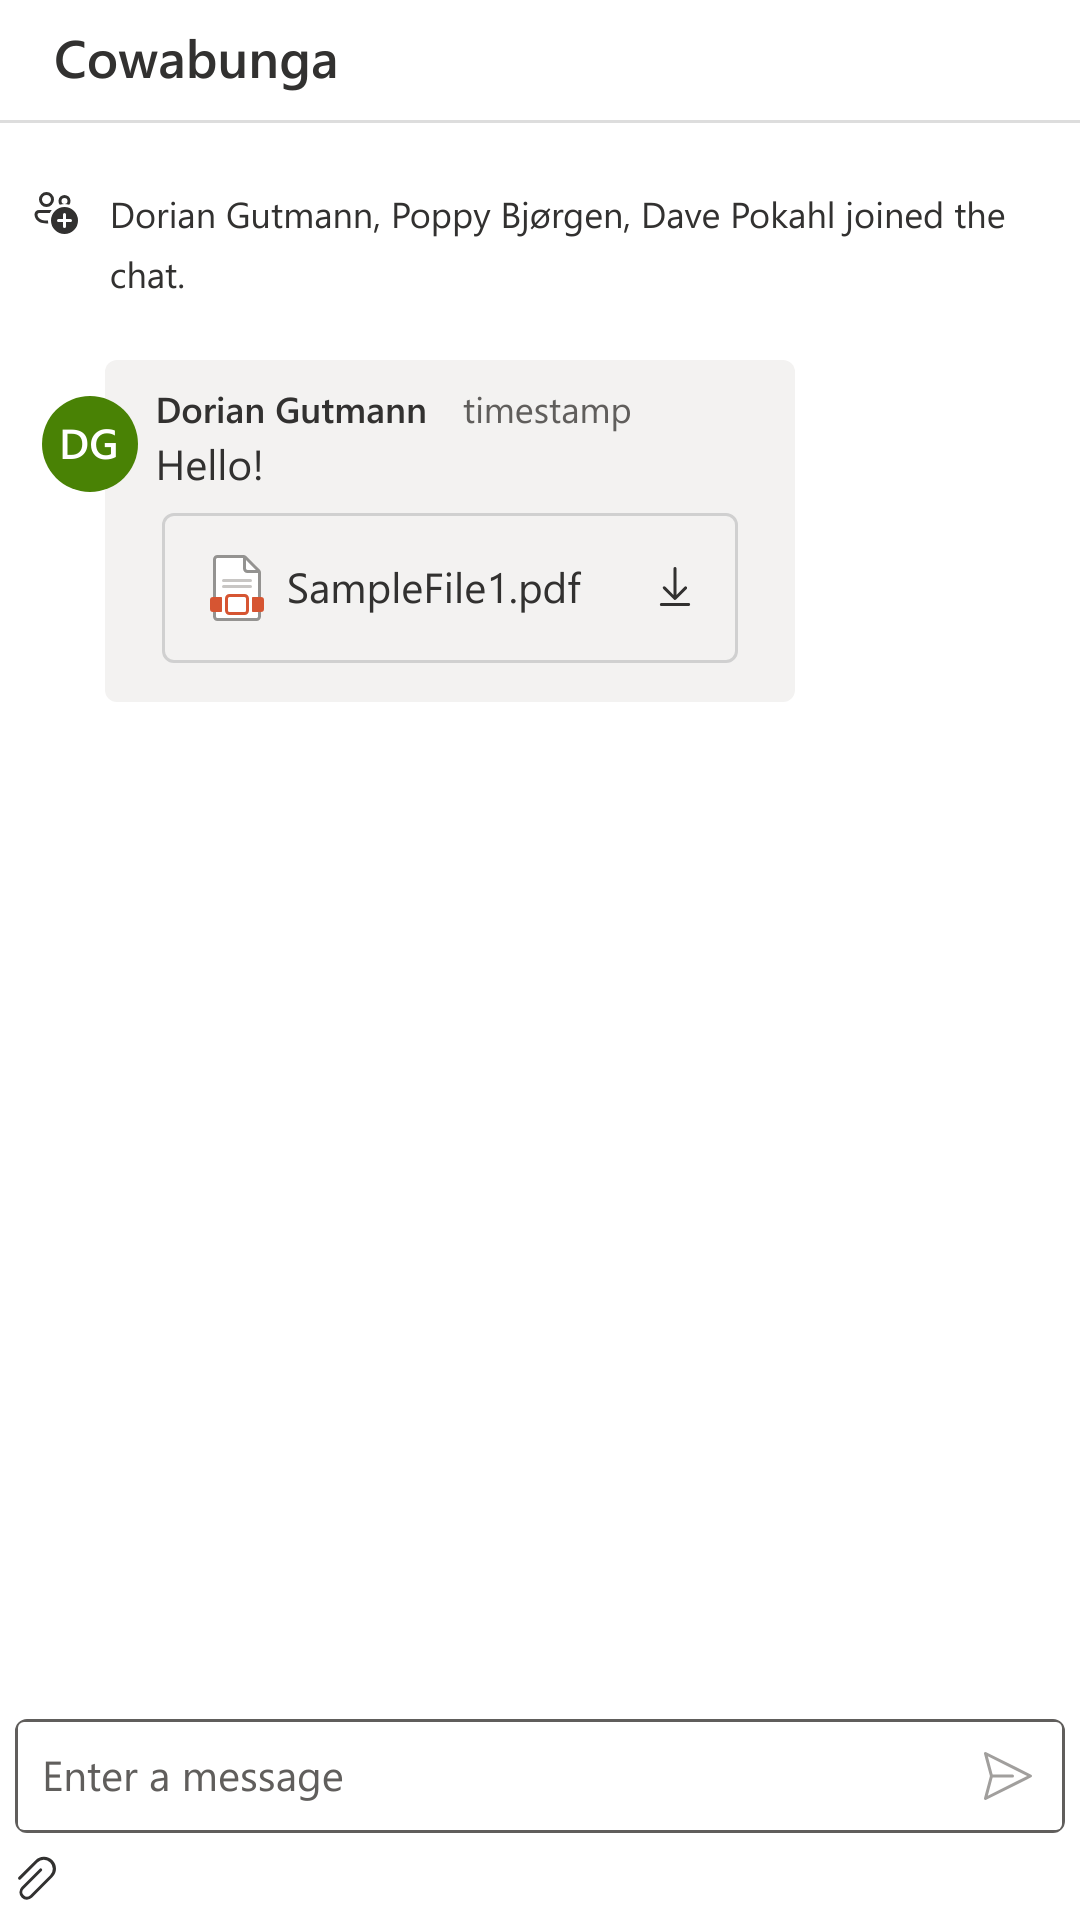 Cowabunga
Dorian Gutmann, Poppy Bjørgen, Dave Pokahl joined the
chat.
DG
Dorian Gutmann timestamp
Hello!
SampleFile1.pdf
Enter a message